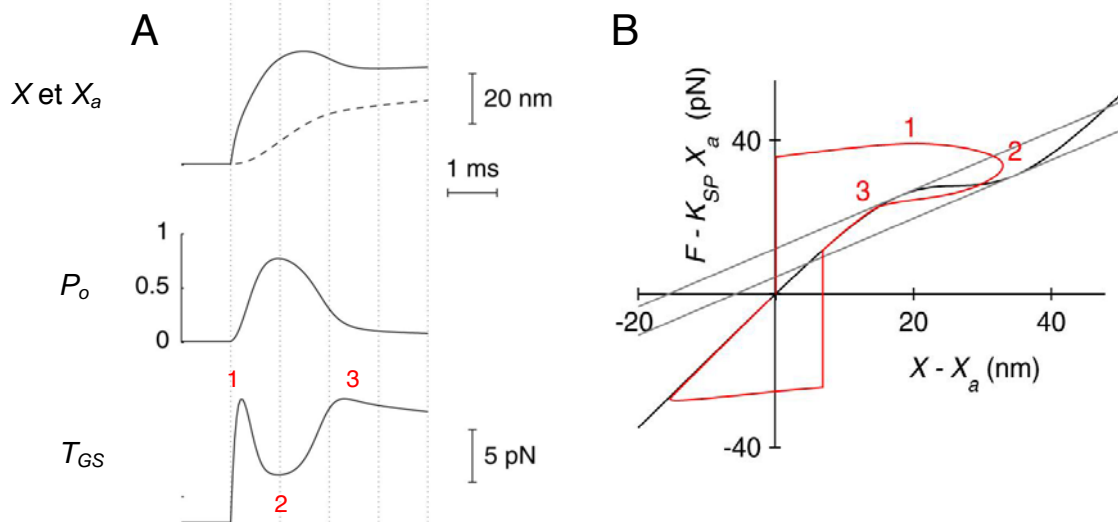 A
X et Xa
20 nm
1 ms
1
0.5
0
Po
1
3
TGS
5 pN
2
B
F - KSP Xa (pN)
40
1
2
3
-20
20
40
X - Xa (nm)
-40